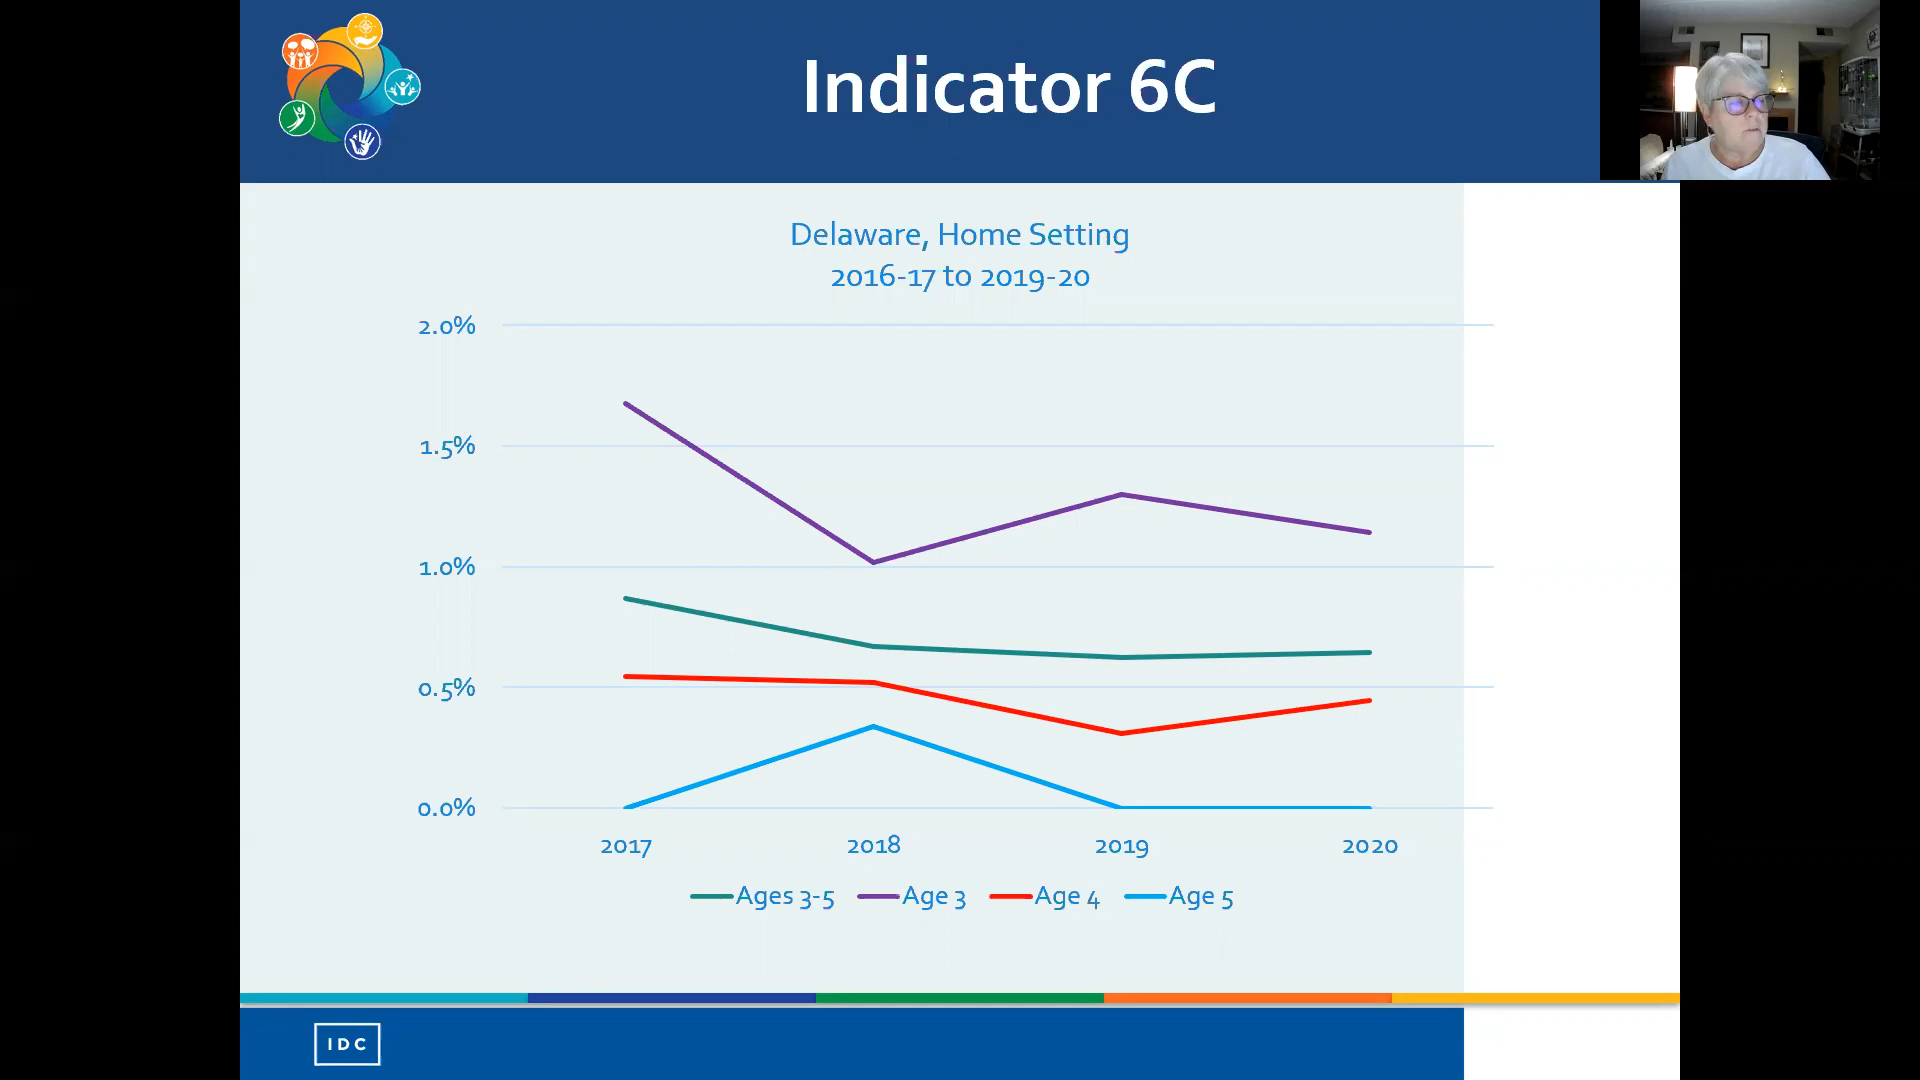 Indicator 6C
Delaware, Home Setting
2016-17 to 2019-20
2.0%
1.5%
1.0%
0.5%
0.0%
2017 2018 2019 2020
Ages 3-5 Age 3 Age 4 Age 5
IDC